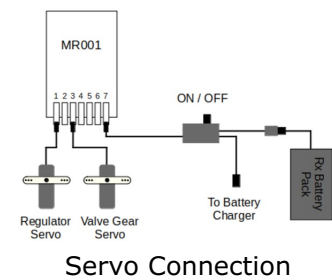 MR001
1 2 3 4 5 6 7
ON / OFF
Rx Battery
Pack
To Battery
Charger
Regulator
Servo
Valve Gear
Servo
Servo Connection